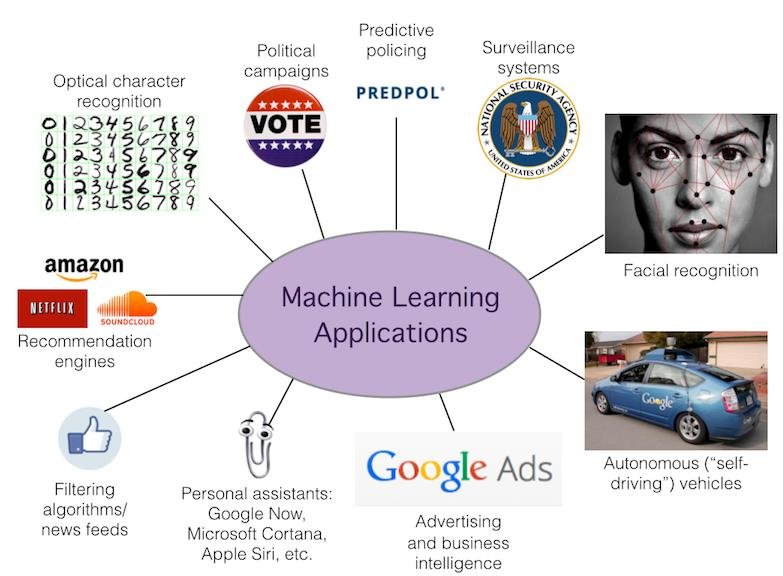 Predictive
policing
PREDPOL
Political
campaigns
★★★★★
VOTE
★★★★★
Surveillance
systems
NATIONAL SECURITY AGENCY
UNITED STATES OF AMERICA
Optical character
recognition
0 1 2 3 4 5 6 7 8 9
0 1 2 3 4 5 6 7 8 9
0 1 2 3 4 5 6 7 8 9
0 1 2 3 4 5 6 7 8 9
0 1 2 3 4 5 6 7 8 9
0 1 2 3 4 5 6 7 8 9
Facial recognition
amazon
NETFLIX
SOUNDCLOUD
Recommendation
engines
Machine Learning
Applications
Google
Autonomous (“self-
driving”) vehicles
Filtering
algorithms/
news feeds
Personal assistants:
Google Now,
Microsoft Cortana,
Apple Siri, etc.
Google Ads
Advertising
and business
intelligence